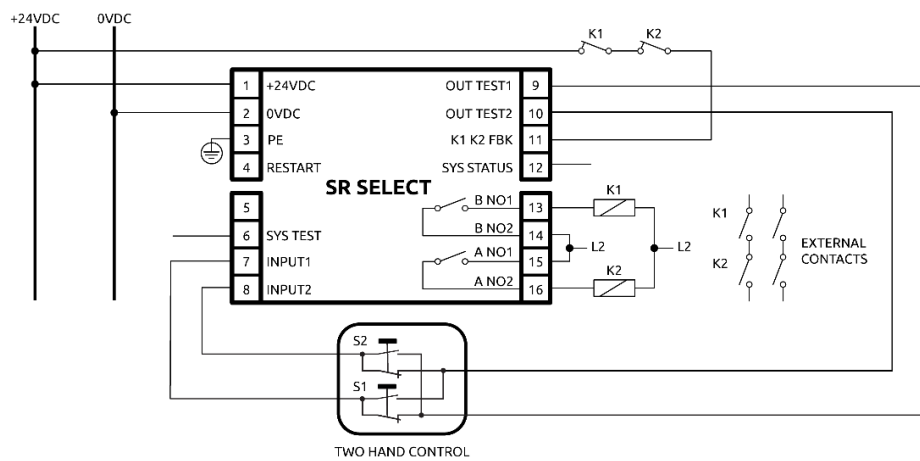 +24VDC 0VDC
K1 K2
1 +24VDC OUT TEST1 9
2 0VDC OUT TEST2 10
3 PE K1 K2 FBK 11
4 RESTART SYS STATUS 12
SR SELECT
5 B NO1 13 K1
6 SYS TEST B NO2 14 L2
7 INPUT1 A NO1 15
8 INPUT2 A NO2 16 K2
L2
K1
K2
EXTERNAL
CONTACTS
S2
S1
TWO HAND CONTROL